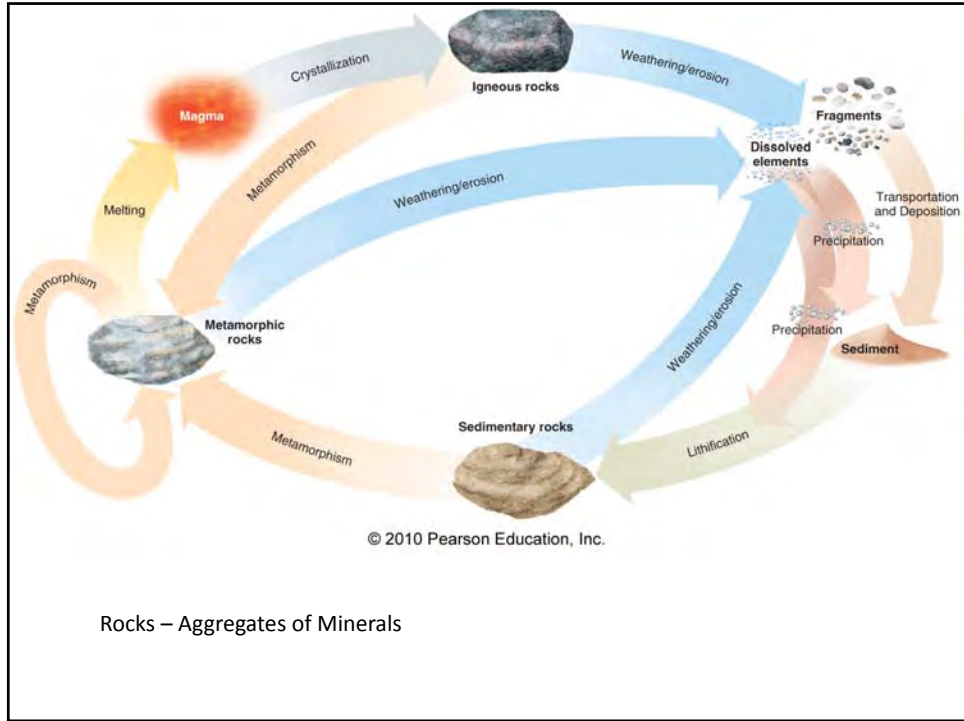 Crystallization
Igneous rocks
Weathering/erosion
Magma
Fragments
Dissolved
elements
Metamorphism
Weathering/erosion
Transportation
and Deposition
Melting
Precipitation
Metamorphism
Metamorphic
rocks
Weathering/erosion
Precipitation
Sediment
Sedimentary rocks
Metamorphism
Lithification
© 2010 Pearson Education, Inc.
Rocks – Aggregates of Minerals